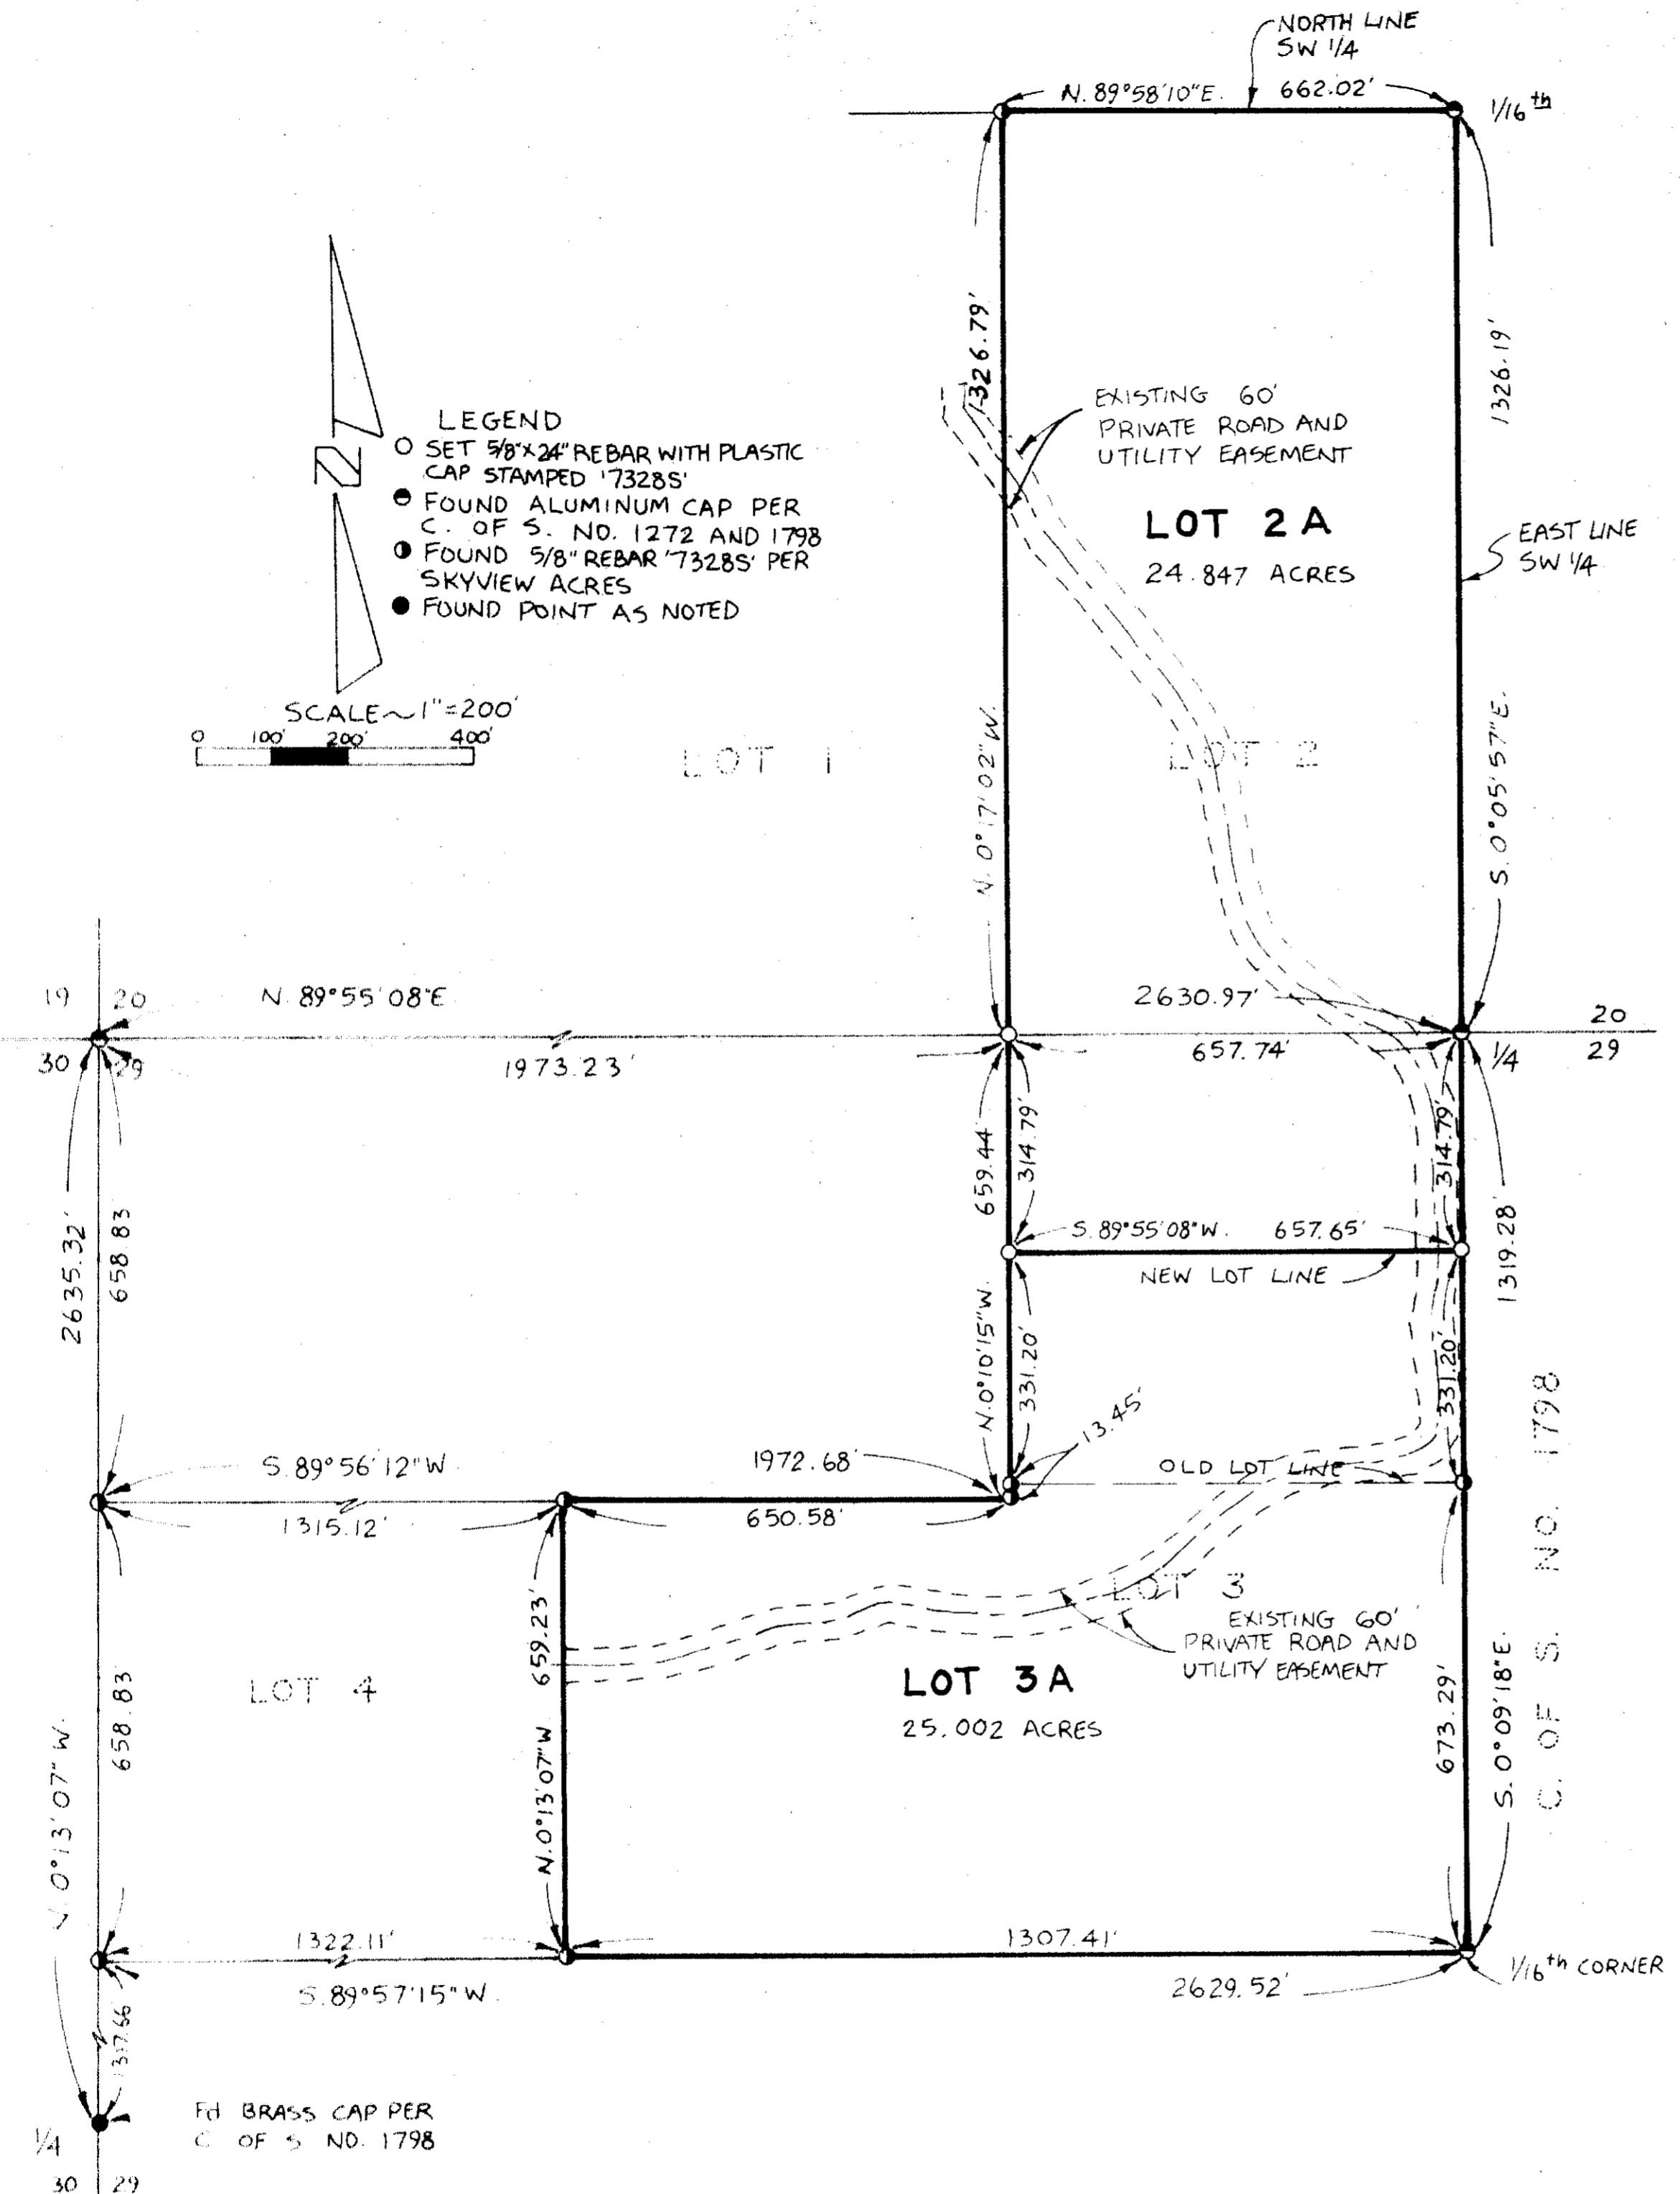 NORTH LINE
SW 1/4
N. 89°58'10"E. 662.02'
1/16th
1326.79'
1326.19'
EXISTING 60'
PRIVATE ROAD AND
UTILITY EASEMENT
LEGEND
SET 5/8"x24" REBAR WITH PLASTIC
CAP STAMPED '7328S'
FOUND ALUMINUM CAP PER
C. OF S. NO. 1272 AND 1798
FOUND 5/8" REBAR '7328S' PER
SKYVIEW ACRES
FOUND POINT AS NOTED
N
LOT 2A
24.847 ACRES
EAST LINE
SW 1/4
SCALE~1"=200'
0 100' 200' 400'
LOT 1
LOT 2
N. 0°17'02"W.
S. 0°05'57"E.
19 20
N. 89°55'08"E
2630.97'
20
30 29
1973.23'
657.74'
1/4
29
659.44
314.79'
314.79'
2635.32'
658.83
S. 89°55'08"W. 657.65'
NEW LOT LINE
1319.28'
N. 0°10'15"W.
331.20'
331.20'
13.45'
C. OF S. NO. 1798
S. 89°56'12"W
1972.68'
OLD LOT LINE
1315.12'
650.58'
659.23'
LOT 3
EXISTING 60'
PRIVATE ROAD AND
UTILITY EASEMENT
LOT 4
LOT 3A
25.002 ACRES
658.83'
N. 0°13'07"W.
N. 0°13'07"W
673.29'
S. 0°09'18"E.
1322.11'
1307.41'
S. 89°57'15"W.
2629.52'
1/16th CORNER
1317.66
Fd BRASS CAP PER
C OF S NO. 1798
1/4
30 29